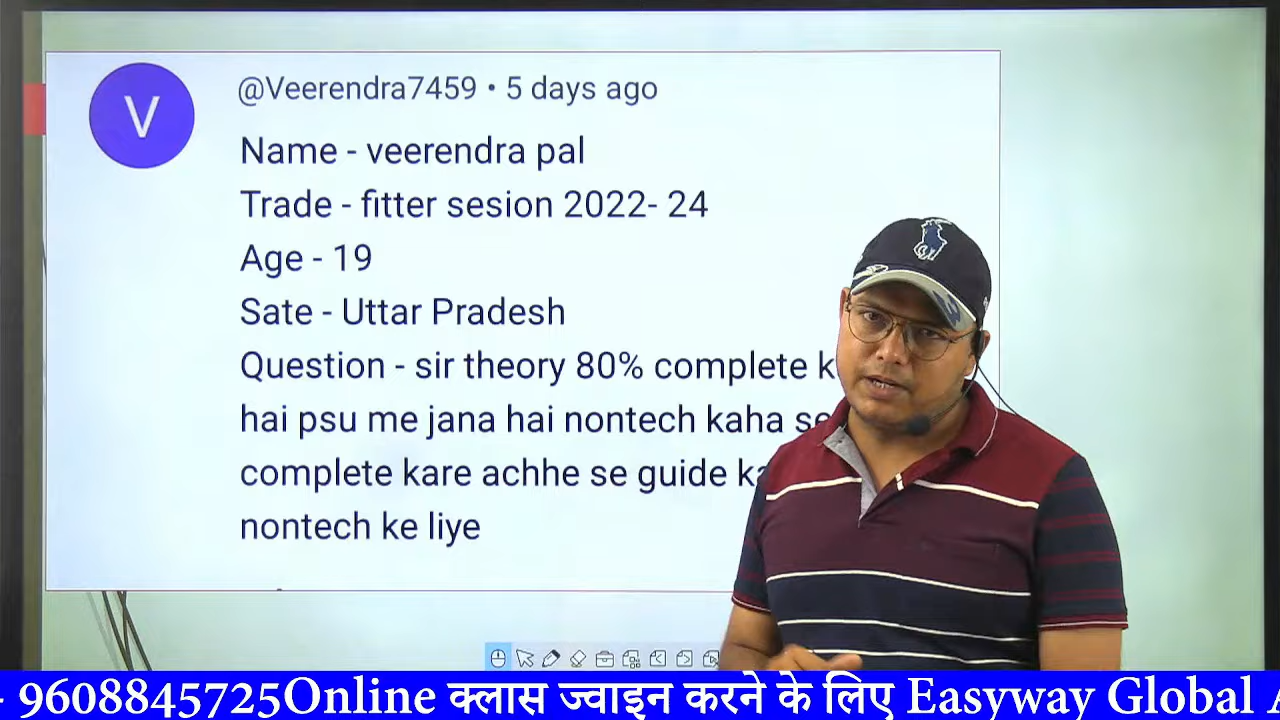 V
@Veerendra7459 • 5 days ago
Name - veerendra pal
Trade - fitter sesion 2022- 24
Age - 19
Sate - Uttar Pradesh
Question - sir theory 80% complete
hai psu me jana hai nontech kaha se
complete kare achhe se guide
nontech ke liye
- 9608845725Online क्लास ज्वाइन करने के लिए Easyway Global